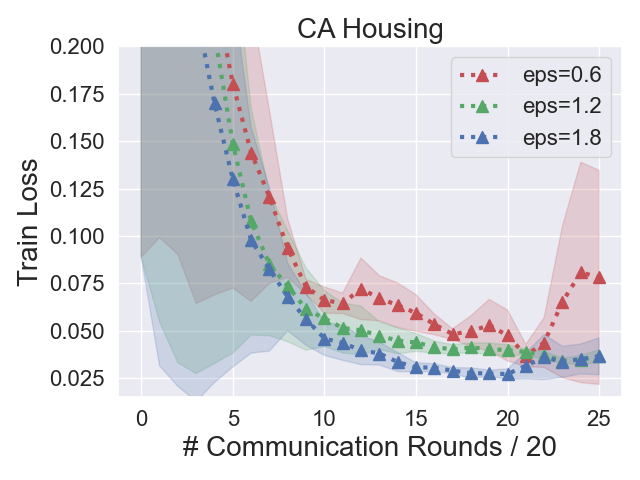 CA Housing
0.200
0.175
0.150
0.125
0.100
0.075
0.050
0.025
Train Loss
eps=0.6
eps=1.2
eps=1.8
0 5 10 15 20 25
# Communication Rounds / 20